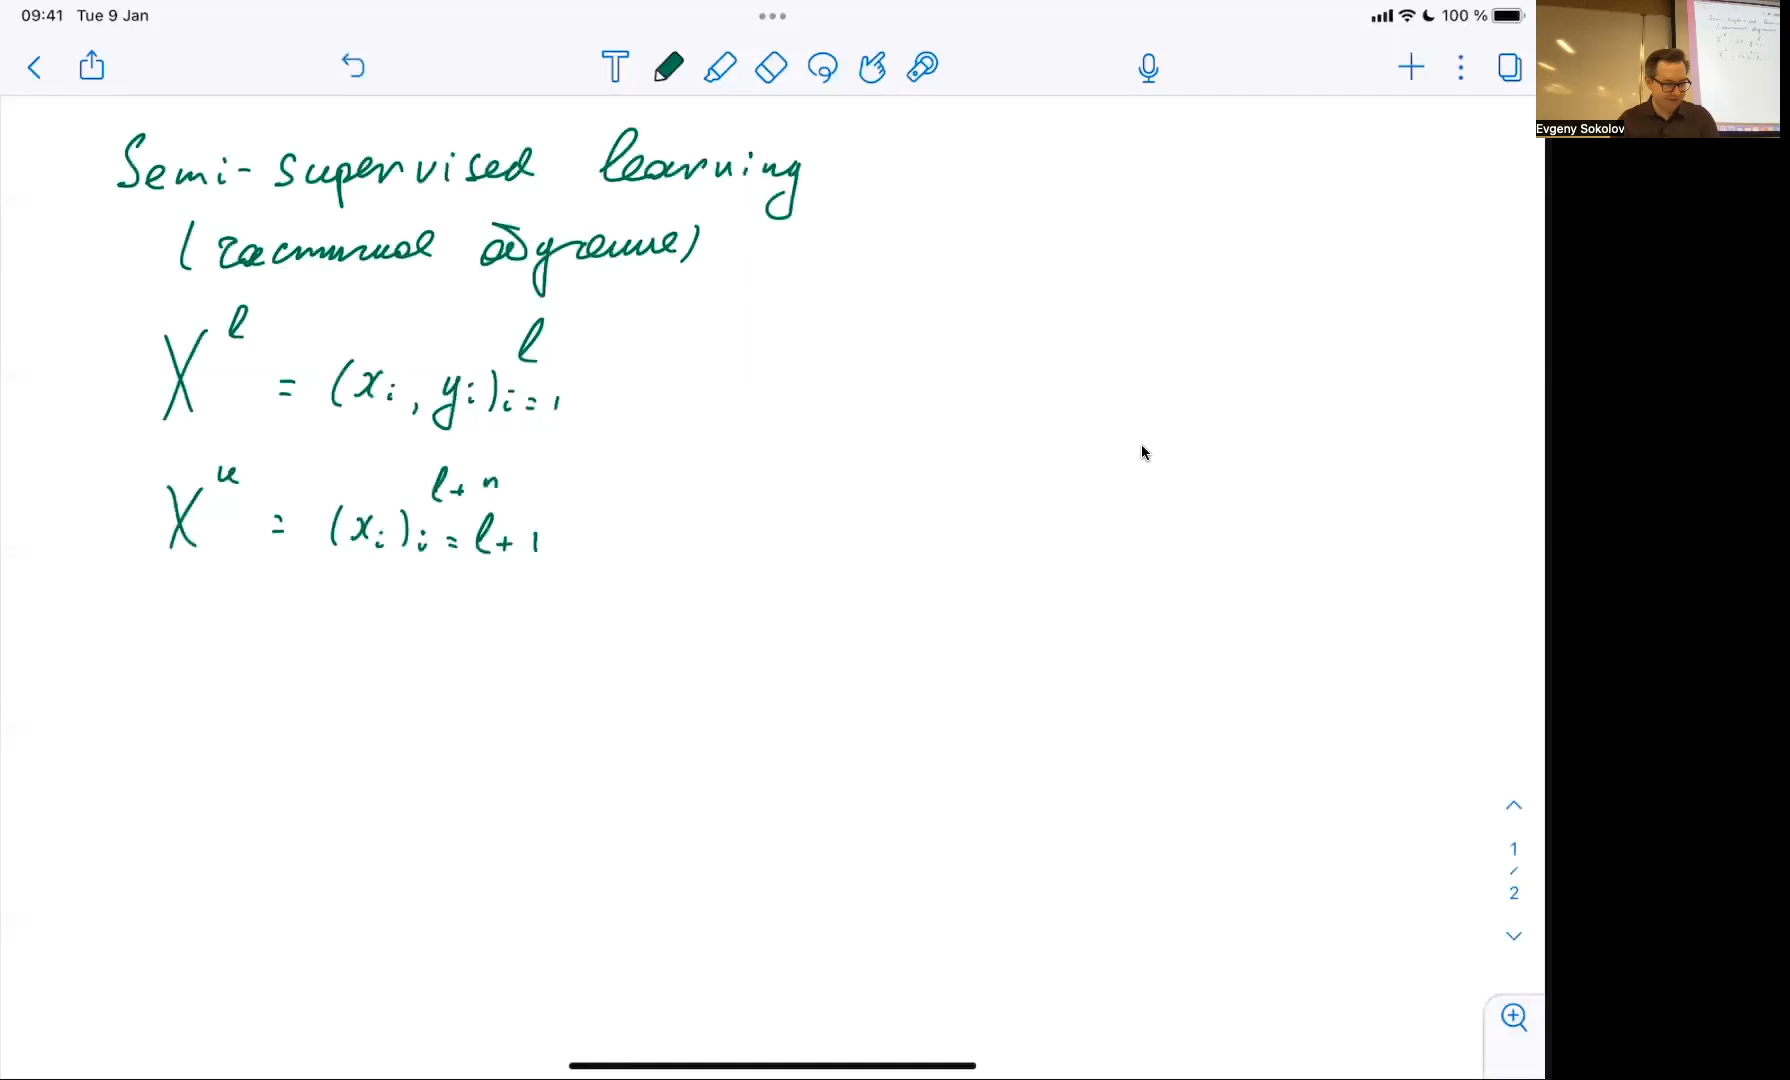 09:41 Tue 9 Jan
100 %
Evgeny Sokolov
Semi-supervised learning
(частичное обучение)
X^l = (x_i, y_i)_{i=1}^{l}
X^u = (x_i)_{i=l+1}^{l+n}
1
/
2